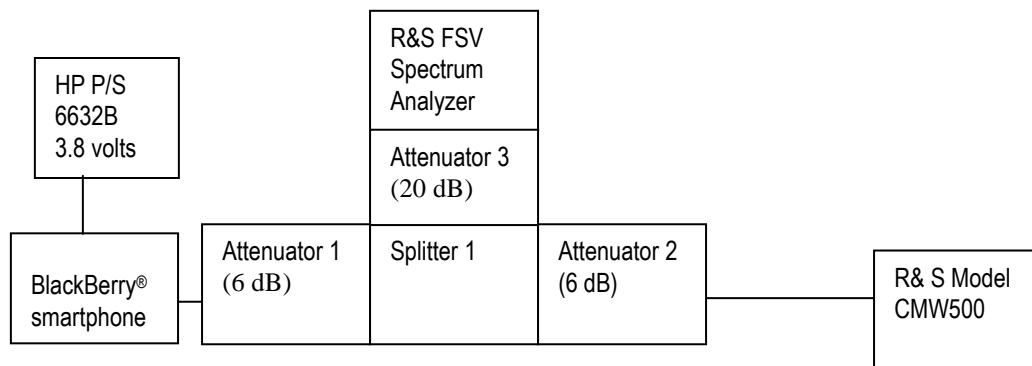 R&S FSV
Spectrum
Analyzer
HP P/S
6632B
3.8 volts
Attenuator 3
(20 dB)
BlackBerry®
smartphone
Attenuator 1
(6 dB)
Splitter 1
Attenuator 2
(6 dB)
R& S Model
CMW500